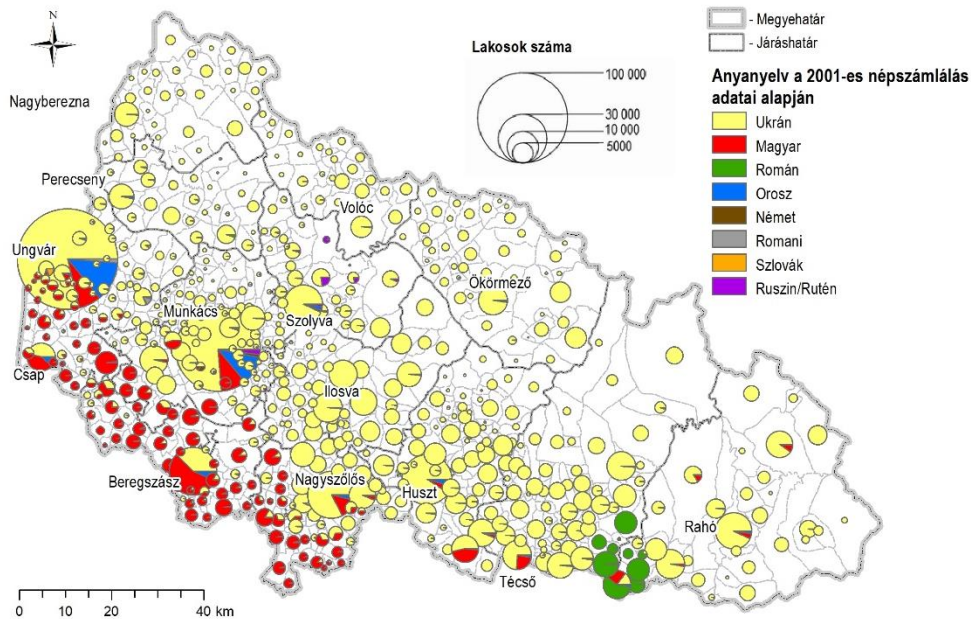 N
Lakosok száma
100 000
30 000
10 000
5000
- Megyehatár
- Járáshatár
Anyanyelv a 2001-es népszámlálás
adatai alapján
Ukrán
Magyar
Román
Orosz
Német
Romani
Szlovák
Ruszin/Rutén
Nagyberezna
Perecseny
Volóc
Ungvár
Ökörmező
Munkács
Szolyva
Csap
Ilosva
Beregszász
Nagyszőlős
Huszt
Rahó
Técső
0 10 20 40 km